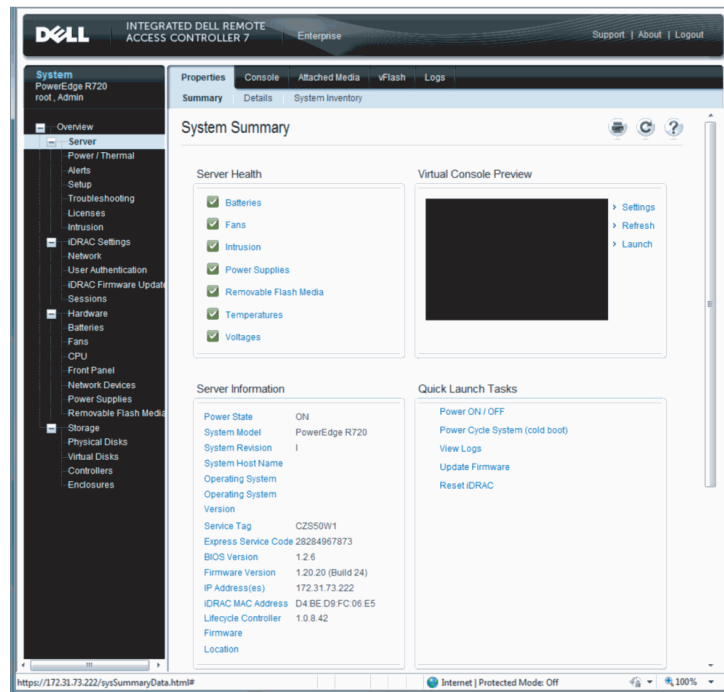 DELL
INTEGRATED DELL REMOTE
ACCESS CONTROLLER 7
Enterprise
Support | About | Logout
System
PowerEdge R720
root , Admin
Properties Console Attached Media vFlash Logs
Summary Details System Inventory
Overview
Server
Power / Thermal
Alerts
Setup
Troubleshooting
Licenses
Intrusion
iDRAC Settings
Network
User Authentication
iDRAC Firmware Update
Sessions
Hardware
Batteries
Fans
CPU
Front Panel
Network Devices
Power Supplies
Removable Flash Media
Storage
Physical Disks
Virtual Disks
Controllers
Enclosures
System Summary
Server Health
Batteries
Fans
Intrusion
Power Supplies
Removable Flash Media
Temperatures
Voltages
Virtual Console Preview
Settings
Refresh
Launch
Server Information
Power State ON
System Model PowerEdge R720
System Revision I
System Host Name
Operating System
Operating System
Version
Service Tag CZS50W1
Express Service Code 28284967873
BIOS Version 1.2.6
Firmware Version 1.20.20 (Build 24)
IP Address(es) 172.31.73.222
iDRAC MAC Address D4:BE:D9:FC:06:E5
Lifecycle Controller 1.0.8.42
Firmware
Location
Quick Launch Tasks
Power ON / OFF
Power Cycle System (cold boot)
View Logs
Update Firmware
Reset iDRAC
https://172.31.73.222/sysSummaryData.html#
Internet | Protected Mode: Off
100%